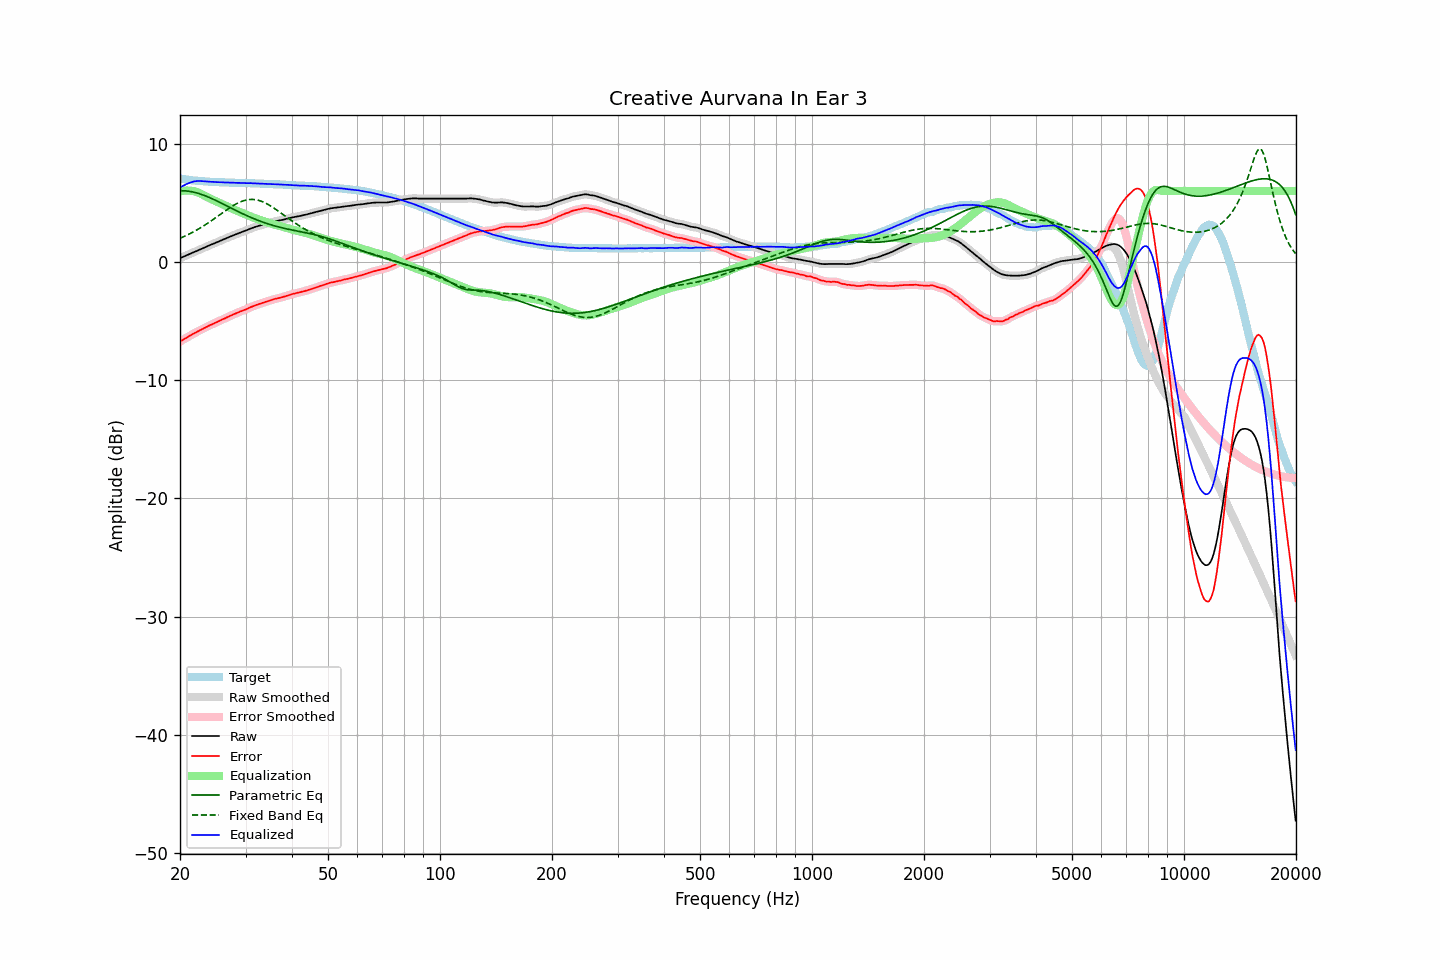 Creative Aurvana In Ear 3
Amplitude (dBr)
10
0
−10
−20
−30
−40
−50
Target
Raw Smoothed
Error Smoothed
Raw
Error
Equalization
Parametric Eq
Fixed Band Eq
Equalized
20 50 100 200 500 1000 2000 5000 10000 20000
Frequency (Hz)